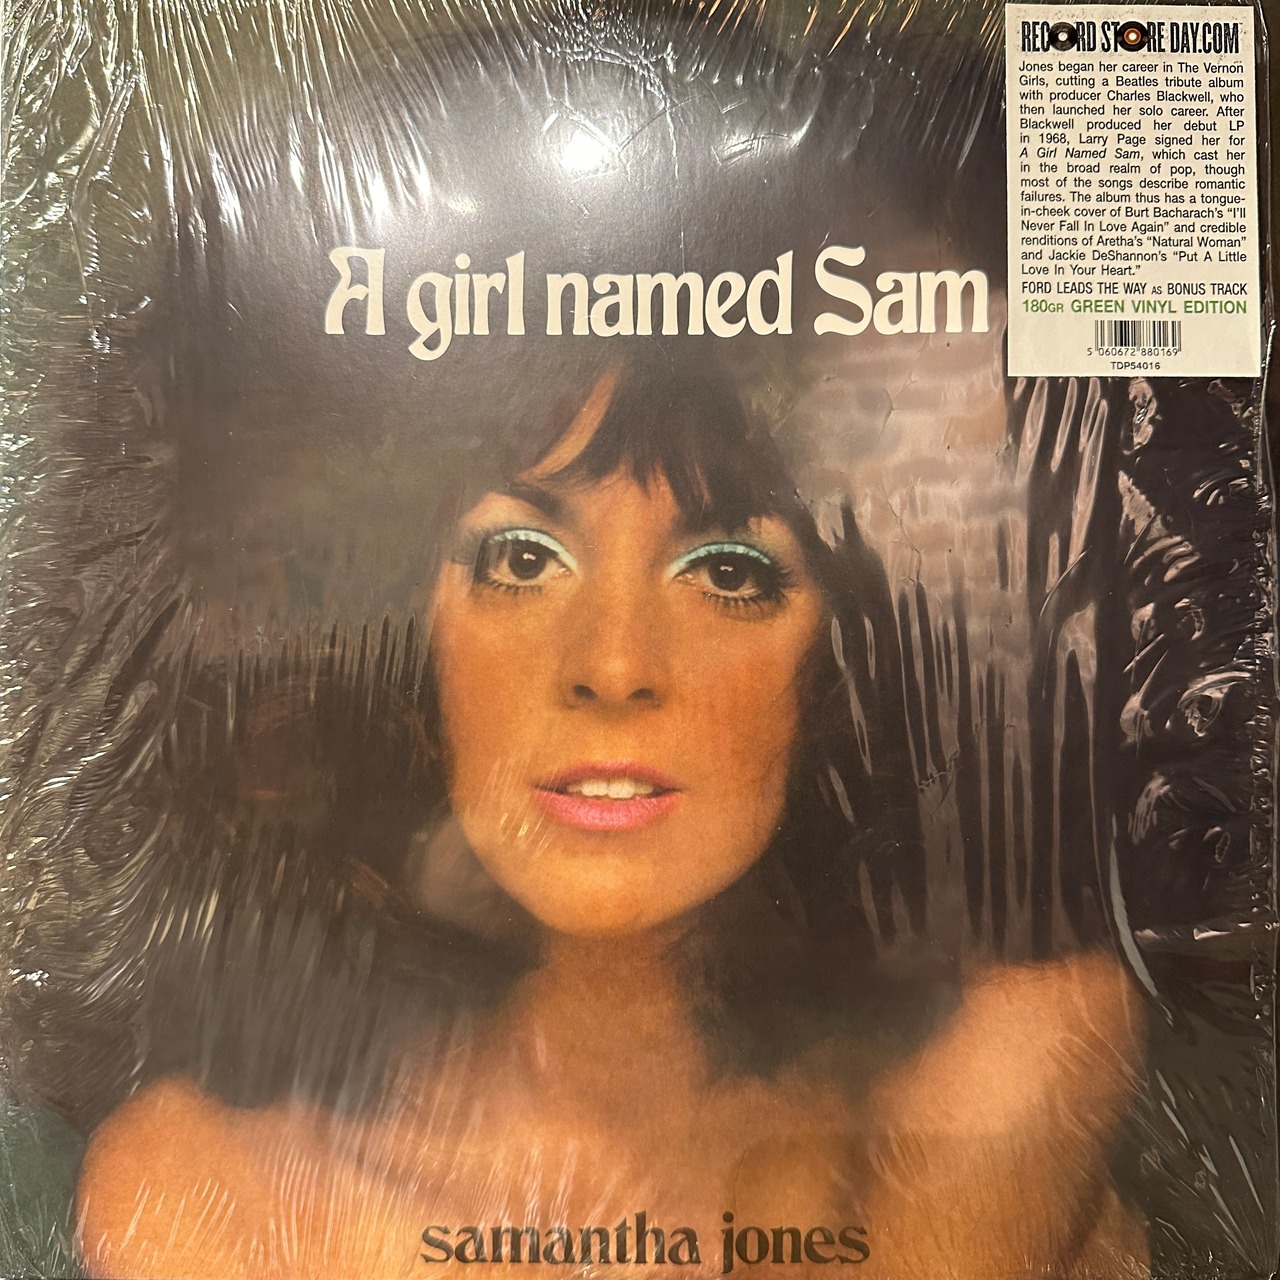 RECORD STORE DAY.COM
Jones began her career in The Vernon
Girls, cutting a Beatles tribute album
with producer Charles Blackwell, who
then launched her solo career. After
Blackwell produced her debut LP
in 1968, Larry Page signed her for
A Girl Named Sam, which cast her
in the broad realm of pop, though
most of the songs describe romantic
failures. The album thus has a tongue-
in-cheek cover of Burt Bacharach's “I'll
Never Fall In Love Again” and credible
renditions of Aretha's “Natural Woman”
and Jackie DeShannon's “Put A Little
Love In Your Heart.”
FORD LEADS THE WAY AS BONUS TRACK
180GR GREEN VINYL EDITION
5 060672 880169
TDP54016
A girl named Sam
samantha jones